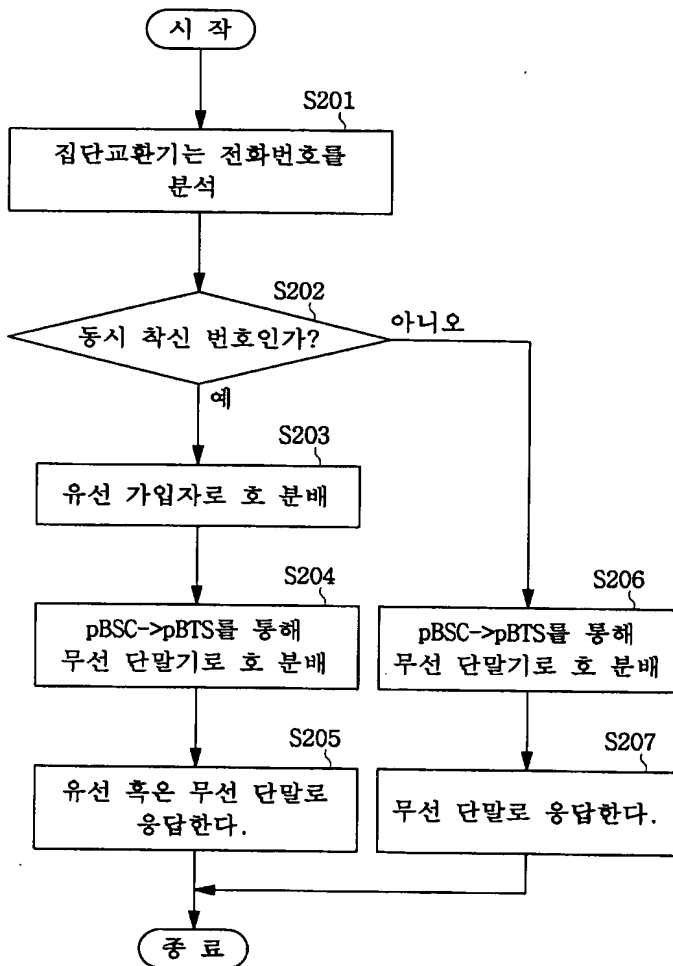 시 작
S201
집단교환기는 전화번호를
분석
S202
동시 착신 번호인가?
아니오
예
S203
유선 가입자로 호 분배
S204
pBSC->pBTS를 통해
무선 단말기로 호 분배
S206
pBSC->pBTS를 통해
무선 단말기로 호 분배
S205
유선 혹은 무선 단말로
응답한다.
S207
무선 단말로 응답한다.
종 료